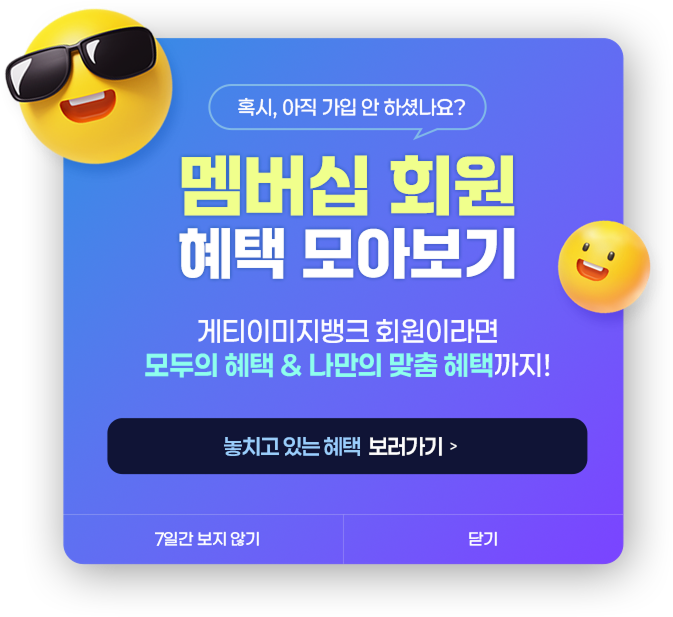 혹시, 아직 가입 안 하셨나요?
멤버십 회원
혜택 모아보기
게티이미지뱅크 회원이라면
모두의 혜택 & 나만의 맞춤 혜택까지!
놓치고 있는 혜택 보러가기 >
7일간 보지 않기
닫기